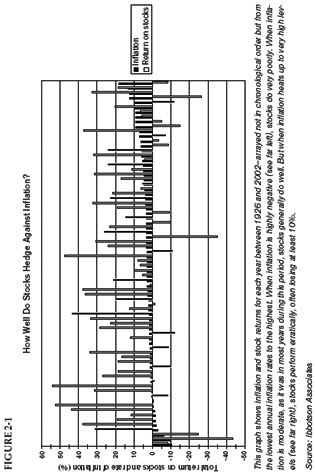 FIGURE 2-1
How Well Do Stocks Hedge Against Inflation?
Total return on stocks and rate of inflation (%)
60
50
40
30
20
10
0
-10
-20
-30
-40
-50
Inflation
Return on stocks
This graph shows inflation and stock returns for each year between 1926 and 2002–arrayed not in chronological order but from
the lowest annual inflation rates to the highest. When inflation is highly negative (see far left), stocks do very poorly. When infla-
tion is moderate, as it was in most years during this period, stocks generally do well. But when inflation heats up to very high lev-
els (see far right), stocks perform erratically, often losing at least 10%.
Source: Ibbotson Associates